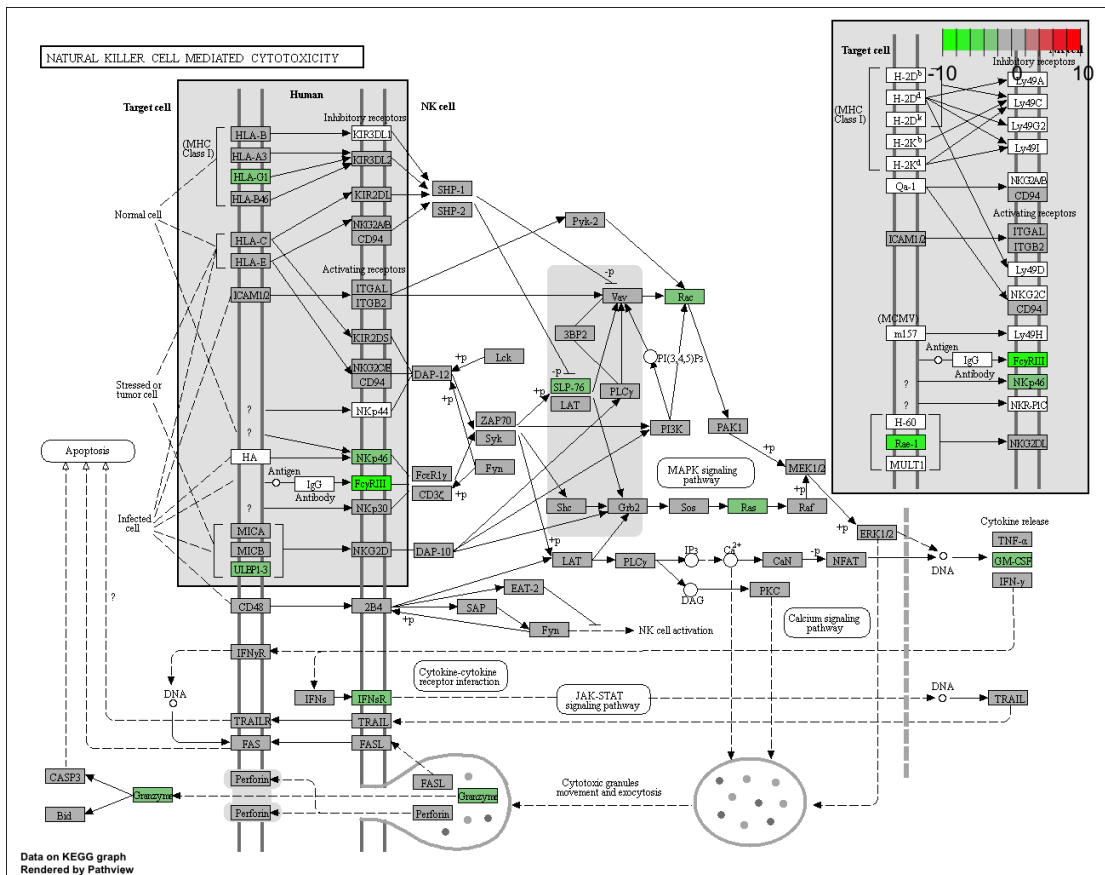 NATURAL KILLER CELL MEDIATED CYTOTOXICITY
Target cell
Human
NK cell
Inhibitory receptors
(MHC
Class I)
HLA-B
HLA-A3
HLA-G1
HLA-B46
KIR3DL1
KIR3DL2
KIR2DL
NKG2A/B
CD94
SHP-1
SHP-2
Normal cell
HLA-C
HLA-E
ICAM1/2
Activating receptors
ITGAL
ITGB2
KIR2DS
NKG2C/E
CD94
NKp44
Pyk-2
-p
Vav
Rac
3BP2
PI(3,4,5)P3
Lck
+p
DAP-12
+p
-p
+p
SLP-76
LAT
PLCγ
Stressed or
tumor cell
?
?
HA
NKp46
ZAP70
Syk
Fyn
PI3K
PAK1
Apoptosis
Antigen
IgG
Antibody
FcγRIII
FcεR1γ
CD3ζ
+p
MAPK signaling
pathway
+p
MEK1/2
+p
Infected
cell
?
NKp30
Shc
Grb2
Sos
Ras
Raf
+p
MICA
MICB
ULBP1-3
NKG2D
DAP-10
+p
LAT
PLCγ
IP3
Ca2+
CaN
-p
NFAT
ERK1/2
DNA
Cytokine release
TNF-α
GM-CSF
IFN-γ
DAG
PKC
?
CD48
2B4
+p
EAT-2
SAP
Fyn
NK cell activation
Calcium signaling
pathway
IFNγR
DNA
IFNs
IFNsR
Cytokine-cytokine
receptor interaction
JAK-STAT
signaling pathway
DNA
TRAIL
TRAILR
TRAIL
FAS
FASL
CASP3
Bid
Granzyme
Perforin
Perforin
FASL
Granzyme
Perforin
Cytotoxic granules
movement and exocytosis
Target cell
-10
0
10
Inhibitory receptors
(MHC
Class I)
H-2Db
H-2Dd
H-2Dk
H-2Kb
H-2Kd
Ly49A
Ly49C
Ly49G2
Ly49I
Qa-1
NKG2A/B
CD94
Activating receptors
ICAM1/2
ITGAL
ITGB2
Ly49D
NKG2C
CD94
(MCMV)
m157
Ly49H
Antigen
IgG
Antibody
FcγRIII
?
NKp46
?
NKR-P1C
H-60
Rae-1
MULT1
NKG2DL
Data on KEGG graph
Rendered by Pathview